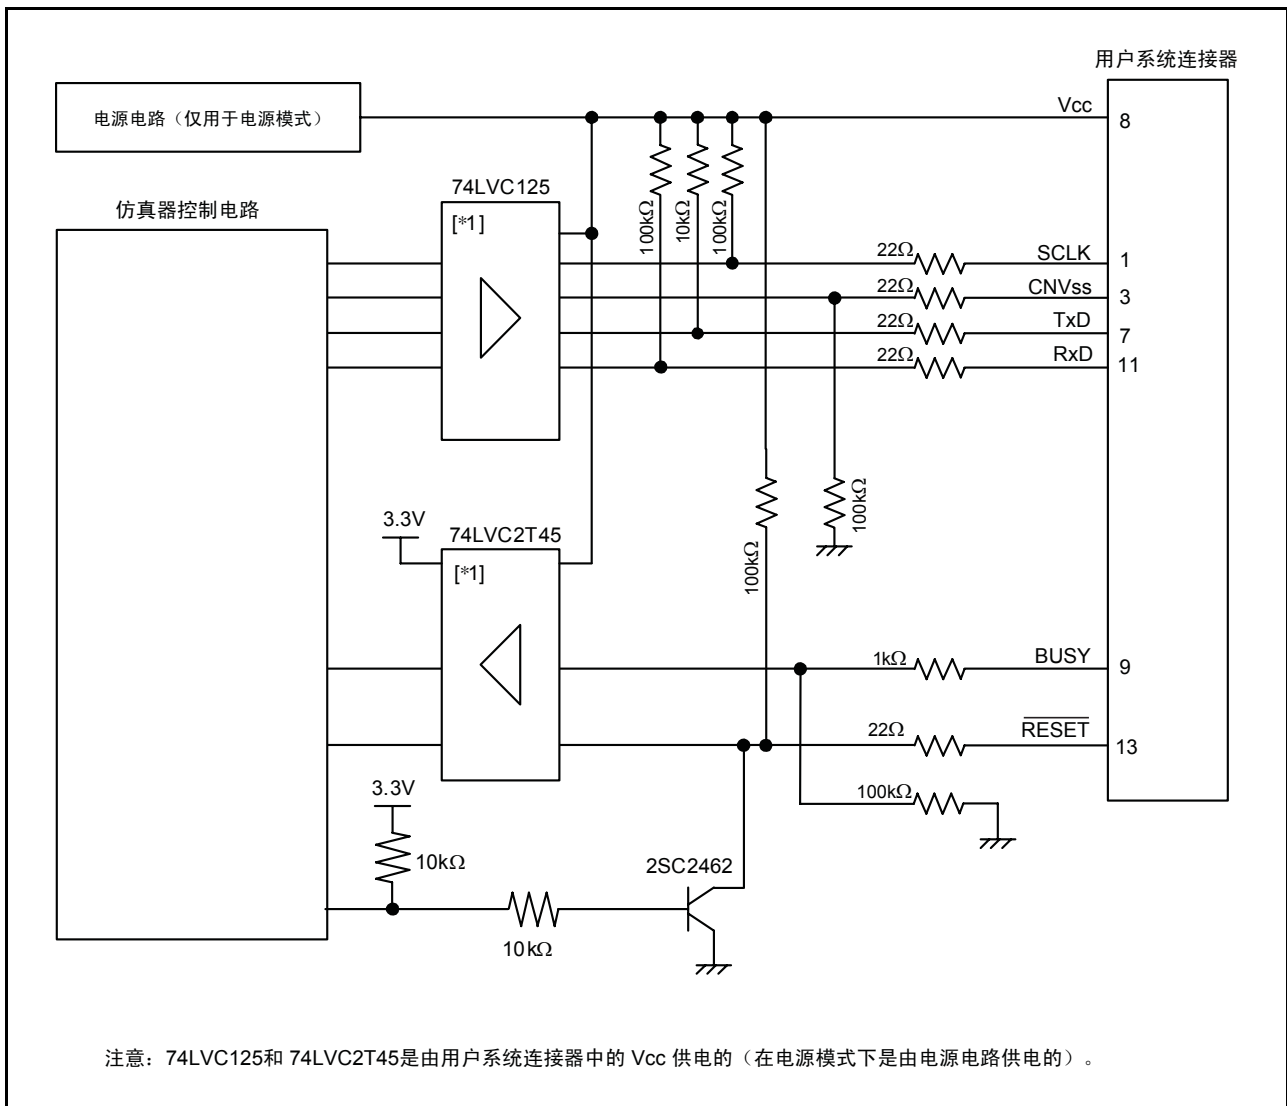 用户系统连接器
电源电路（仅用于电源模式）
Vcc
8
仿真器控制电路
74LVC125
[*1]
100kΩ
10kΩ
100kΩ
22Ω
SCLK
1
22Ω
CNVss
3
22Ω
TxD
7
22Ω
RxD
11
3.3V
74LVC2T45
[*1]
100kΩ
100kΩ
1kΩ
BUSY
9
22Ω
RESET
13
3.3V
100kΩ
10kΩ
2SC2462
10kΩ
注意：74LVC125和 74LVC2T45是由用户系统连接器中的 Vcc 供电的（在电源模式下是由电源电路供电的）。